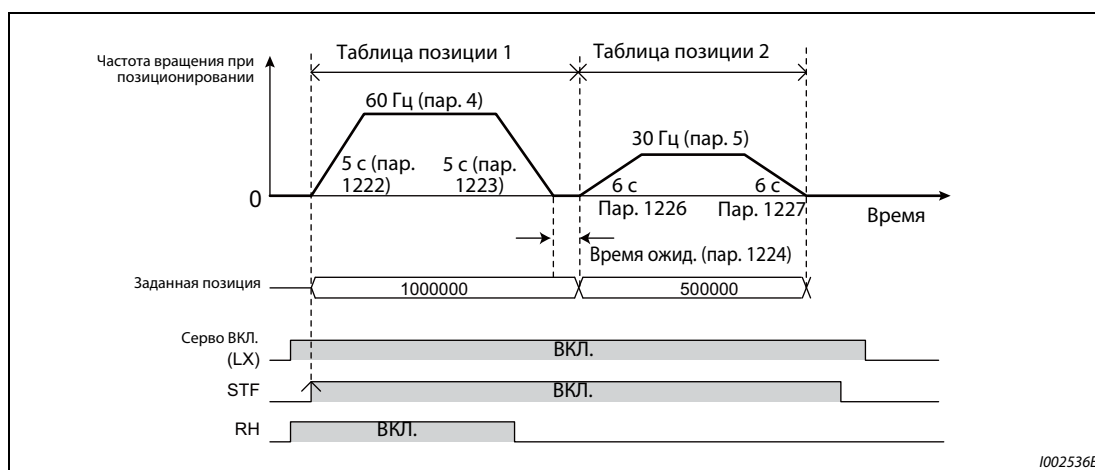 Частота вращения при
позиционировании
Таблица позиции 1
Таблица позиции 2
60 Гц (пар. 4)
30 Гц (пар. 5)
5 с (пар.
1222)
5 с (пар.
1223)
6 с
Пар. 1226
6 с
Пар. 1227
0
Время
Время ожид. (пар. 1224)
Заданная позиция
1000000
500000
Серво ВКЛ.
(LX)
ВКЛ.
STF
ВКЛ.
RH
ВКЛ.
I002536E